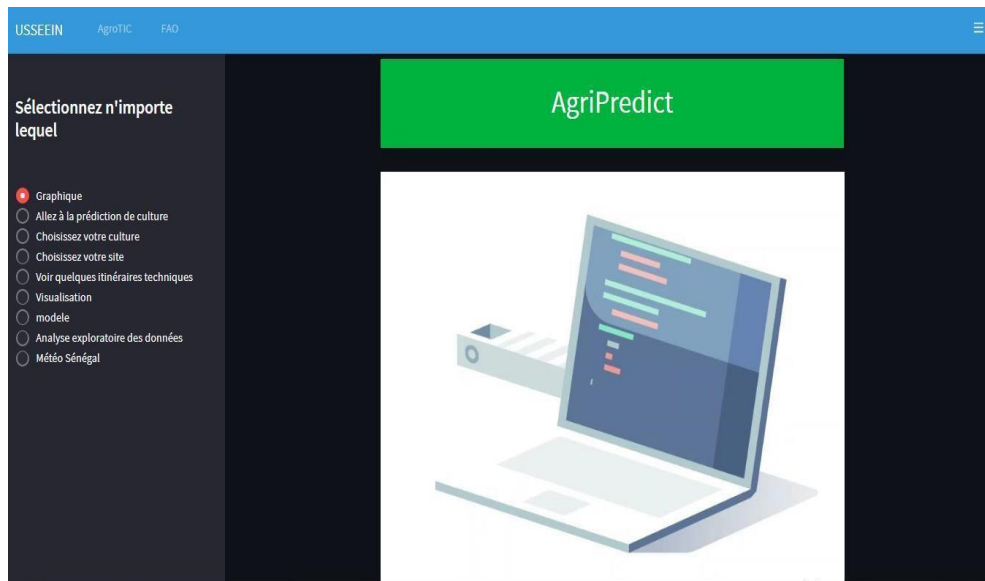 USSEEIN AgroTIC FAO
Sélectionnez n'importe
lequel
Graphique
Allez à la prédiction de culture
Choisissez votre culture
Choisissez votre site
Voir quelques itinéraires techniques
Visualisation
modele
Analyse exploratoire des données
Météo Sénégal
AgriPredict